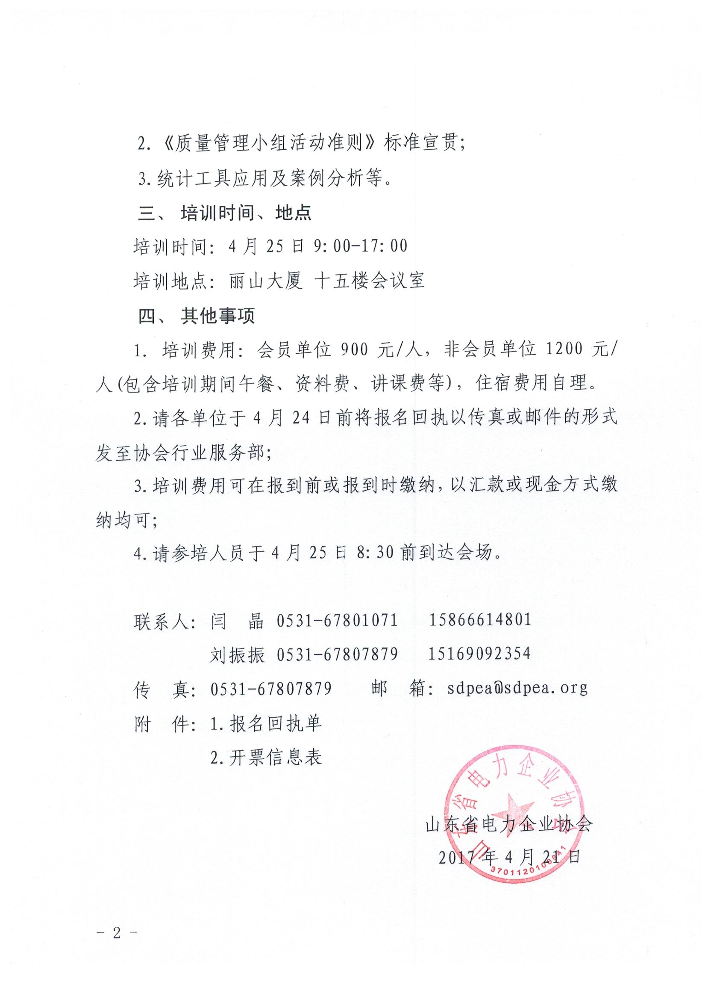 2.《质量管理小组活动准则》标准宣贯；
3.统计工具应用及案例分析等。
三、 培训时间、地点
培训时间： 4 月 25 日 9：00-17：00
培训地点： 丽山大厦 十五楼会议室
四、 其他事项
1. 培训费用：会员单位 900 元/人，非会员单位 1200 元/
人(包含培训期间午餐、资料费、讲课费等)，住宿费用自理。
2.请各单位于 4 月 24 日前将报名回执以传真或邮件的形式
发至协会行业服务部；
3.培训费用可在报到前或报到时缴纳，以汇款或现金方式缴
纳均可；
4.请参培人员于 4 月 25 日 8：30 前到达会场。
联系人： 闫 晶 0531-67801071 15866614801
刘振振 0531-67807879 15169092354
传 真： 0531-67807879 邮 箱： sdpea@sdpea.org
附 件： 1.报名回执单
2.开票信息表
山东省电力企业协会
山东省电力企业协会
2017 年 4 月 21 日
3701120100641
- 2 -